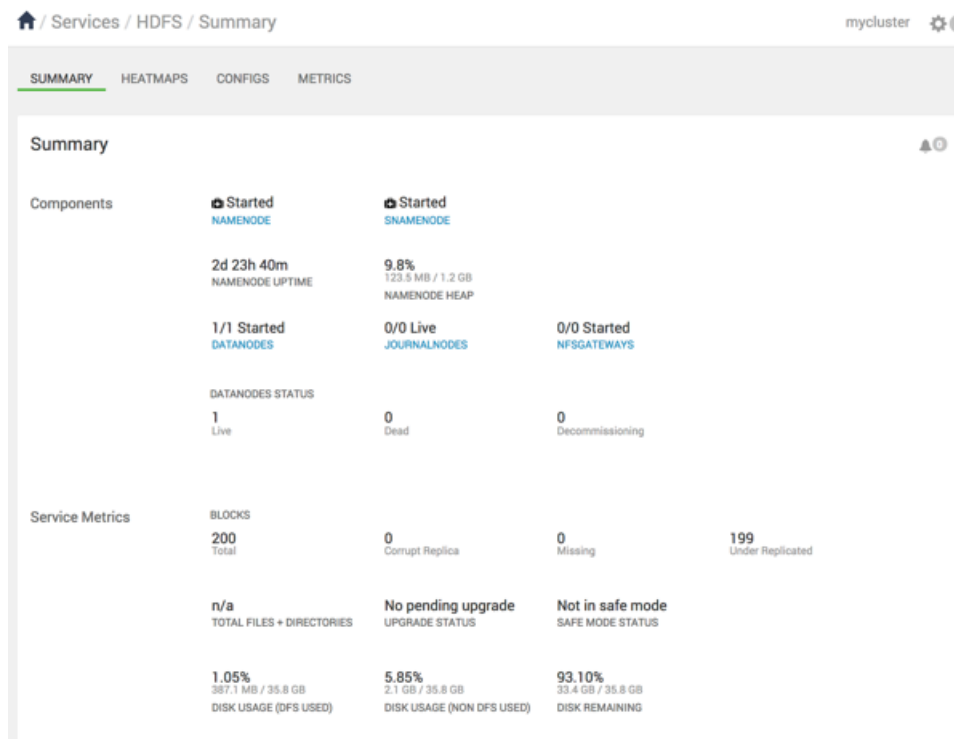 / Services / HDFS / Summary
mycluster
SUMMARY HEATMAPS CONFIGS METRICS
Summary
0
Components
Started Started
NAMENODE SNAMENODE
2d 23h 40m 9.8%
123.5 MB / 1.2 GB
NAMENODE UPTIME
NAMENODE HEAP
1/1 Started 0/0 Live 0/0 Started
DATANODES JOURNALNODES NFSGATEWAYS
DATANODES STATUS
1 0 0
Live Dead Decommissioning
Service Metrics
BLOCKS
200 0 0 199
Total Corrupt Replica Missing Under Replicated
n/a No pending upgrade Not in safe mode
TOTAL FILES + DIRECTORIES UPGRADE STATUS SAFE MODE STATUS
1.05% 5.85% 93.10%
387.1 MB / 35.8 GB 2.1 GB / 35.8 GB 33.4 GB / 35.8 GB
DISK USAGE (DFS USED) DISK USAGE (NON DFS USED) DISK REMAINING